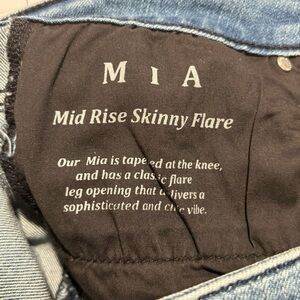 MIA
Mid Rise Skinny Flare
Our Mia is tapered at the knee,
and has a classic flare
leg opening that delivers a
sophisticated and chic vibe.